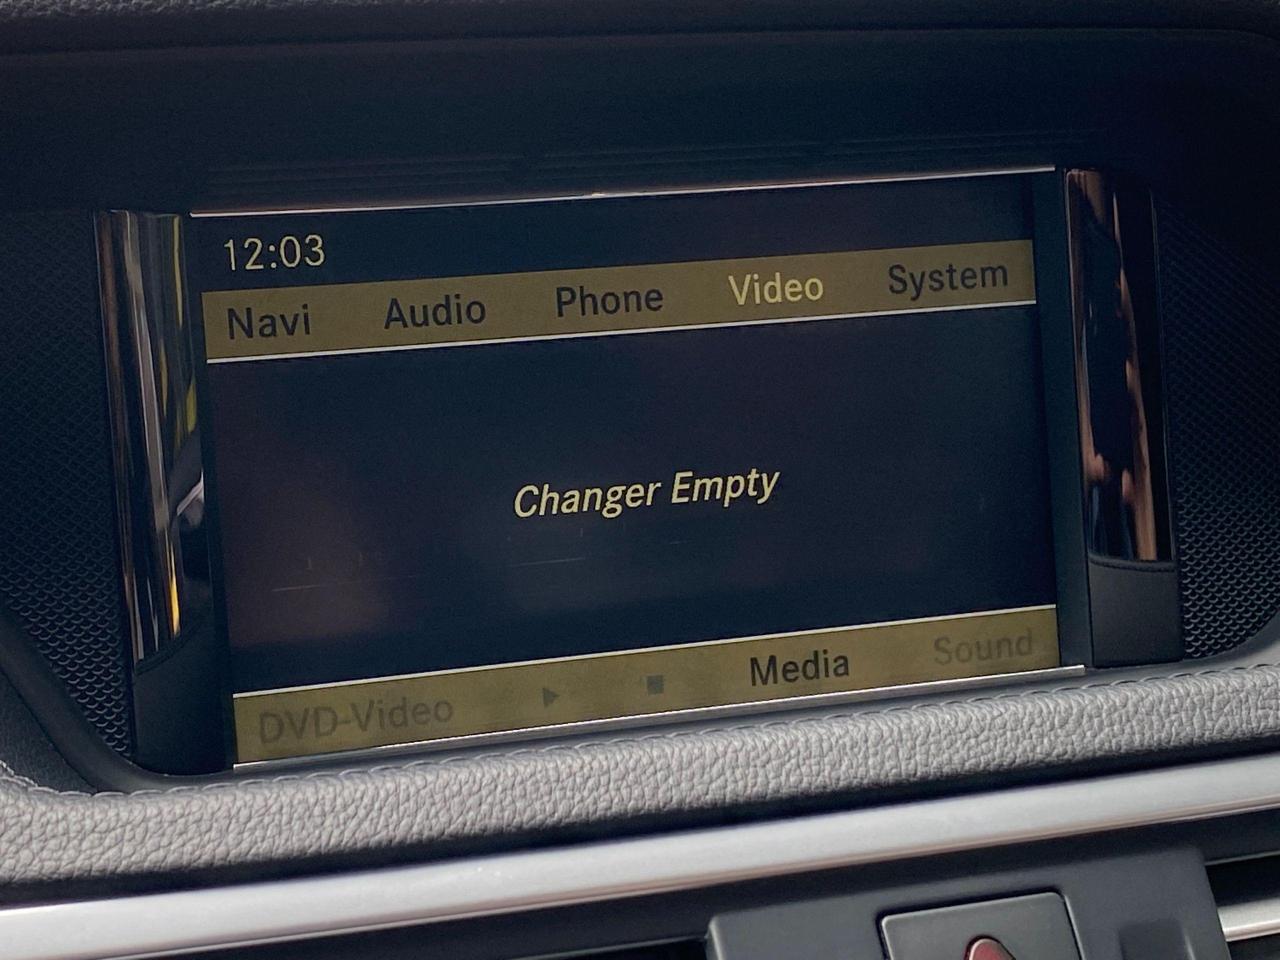 12:03
Navi Audio Phone Video System
Changer Empty
DVD-Video Media Sound